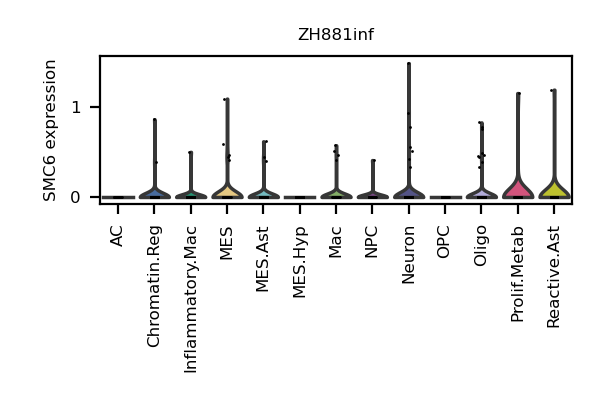 ZH881inf
SMC6 expression
1
0
AC
Chromatin.Reg
Inflammatory.Mac
MES
MES.Ast
MES.Hyp
Mac
NPC
Neuron
OPC
Oligo
Prolif.Metab
Reactive.Ast